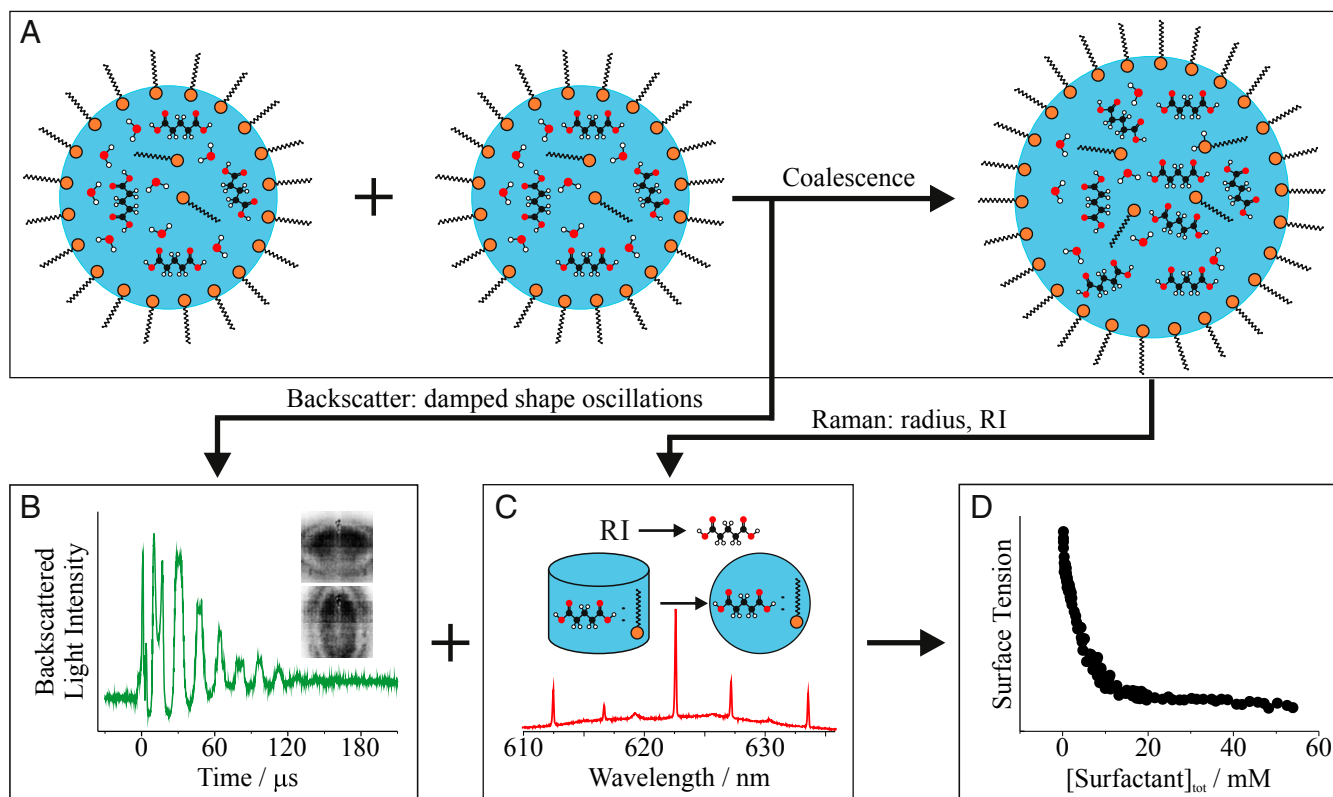 A
Coalescence
Backscatter: damped shape oscillations
Raman: radius, RI
B
Backscattered
Light Intensity
0
60
120
180
Time / μs
C
RI
610
620
630
Wavelength / nm
D
Surface Tension
0
20
40
60
[Surfactant]tot / mM